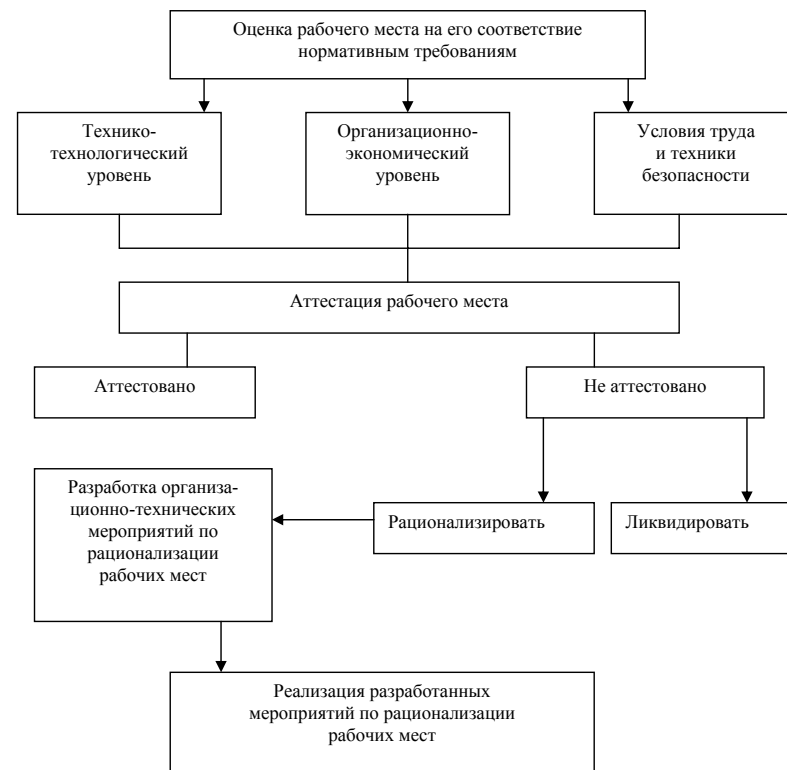 Оценка рабочего места на его соответствие
нормативным требованиям
Технико-
технологический
уровень
Организационно-
экономический
уровень
Условия труда
и техники
безопасности
Аттестация рабочего места
Аттестовано
Не аттестовано
Разработка организа-
ционно-технических
мероприятий по
рационализации
рабочих мест
Рационализировать
Ликвидировать
Реализация разработанных
мероприятий по рационализации
рабочих мест